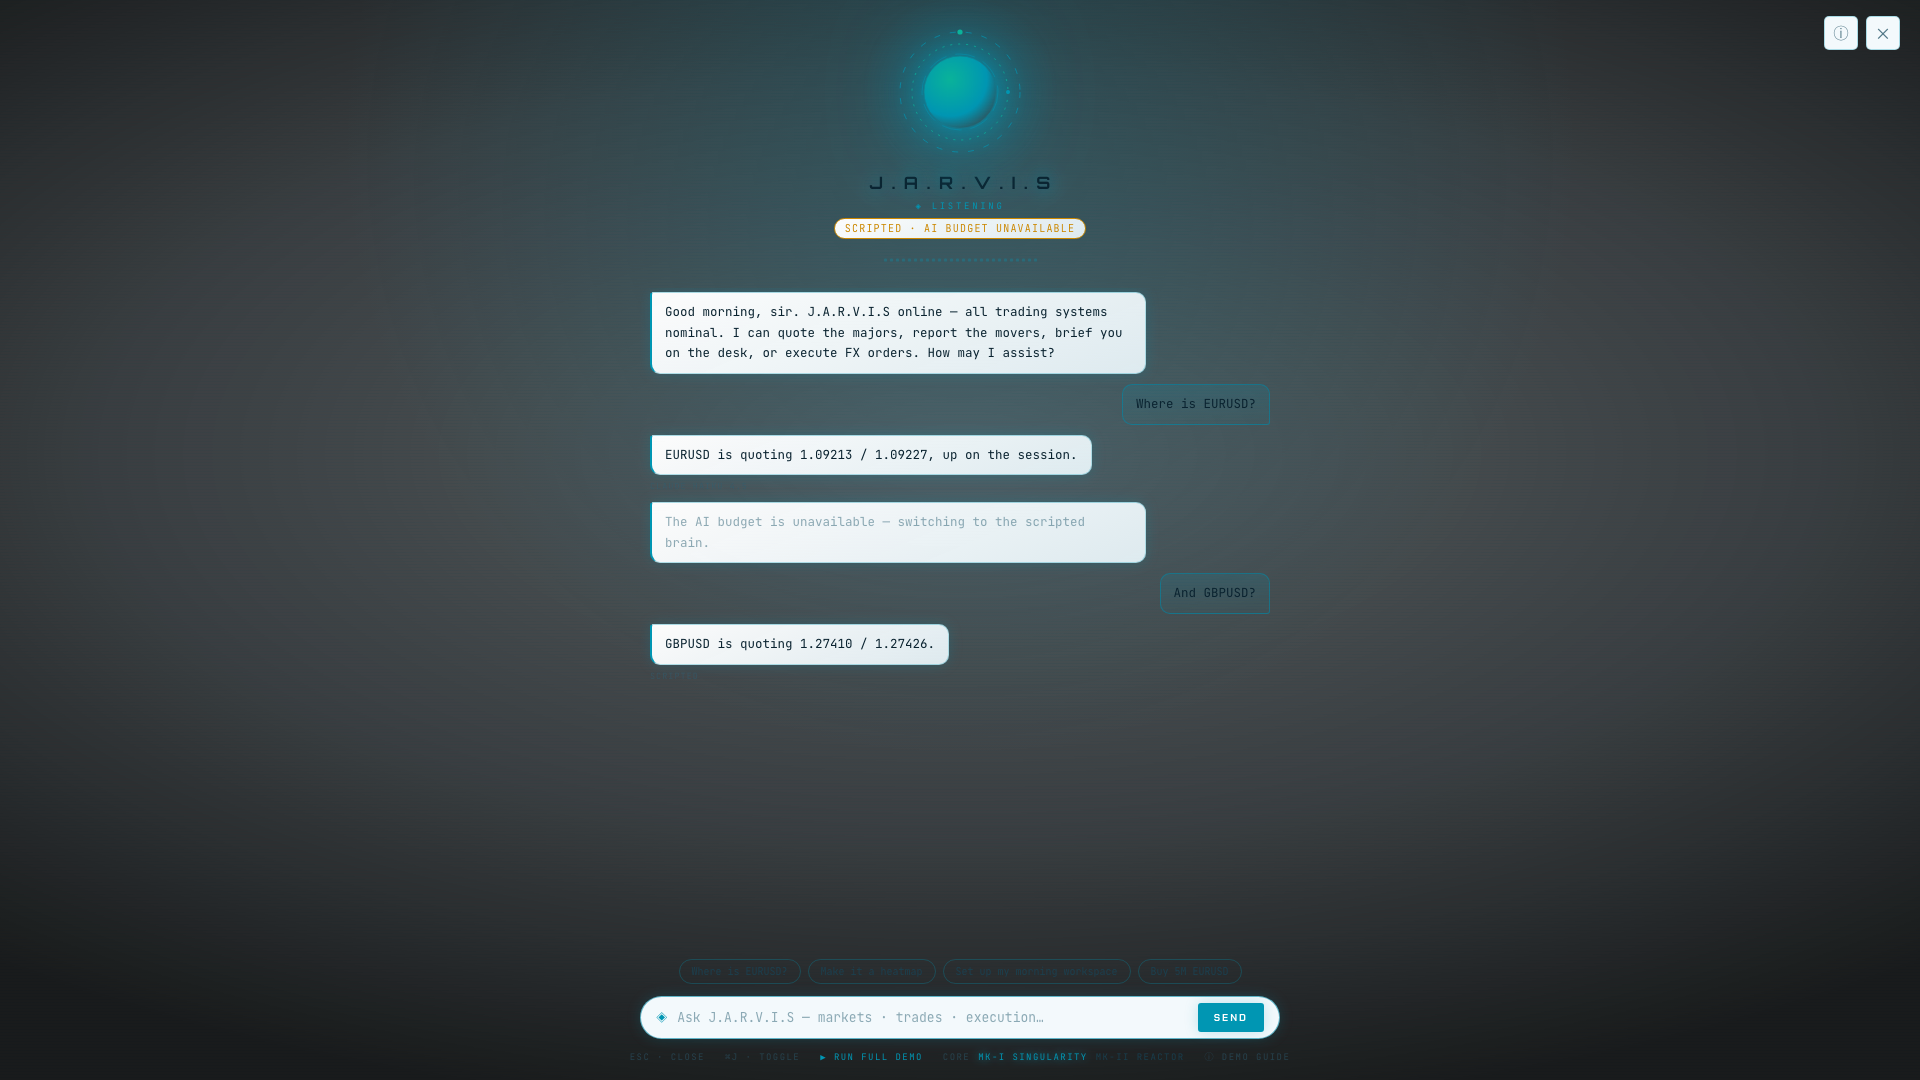 J.A.R.V.I.S
LISTENING
SCRIPTED · AI BUDGET UNAVAILABLE
Good morning, sir. J.A.R.V.I.S online — all trading systems
nominal. I can quote the majors, report the movers, brief you
on the desk, or execute FX orders. How may I assist?
Where is EURUSD?
EURUSD is quoting 1.09213 / 1.09227, up on the session.
The AI budget is unavailable — switching to the scripted
brain.
And GBPUSD?
GBPUSD is quoting 1.27410 / 1.27426.
Where is EURUSD?
Make it a heatmap
Set up my morning workspace
Buy 5M EURUSD
Ask J.A.R.V.I.S — markets · trades · execution…
SEND
ESC · CLOSE ⌘J · TOGGLE ▶ RUN FULL DEMO CORE MK-I SINGULARITY MK-II REACTOR ⓘ DEMO GUIDE